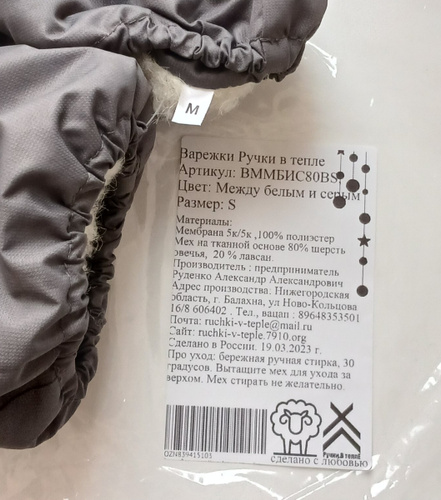 M
Варежки Ручки в тепле
Артикул: ВММБИС80BS
Цвет: Между белым и серым
Размер: S
Материалы:
Мембрана 5к/5к ,100% полиэстер
Мех на тканной основе 80% шерсть
овечья, 20 % лавсан.
Производитель ; предприниматель
Руденко Александр Александрович
Адрес производства: Нижегородская
область, г. Балахна, ул Ново-Кольцова
16/8 606402 . Тел., вацап : 89648353501
Почта: ruchki-v-teple@mail.ru
Сайт: ruchki-v-teple.7910.org
Сделано в России. 19.03.2023 г.
Про уход: бережная ручная стирка, 30
градусов. Вытащите мех для ухода за
верхом. Мех стирать не желательно.
OZN839415103
Ручки в тепле
сделано с любовью